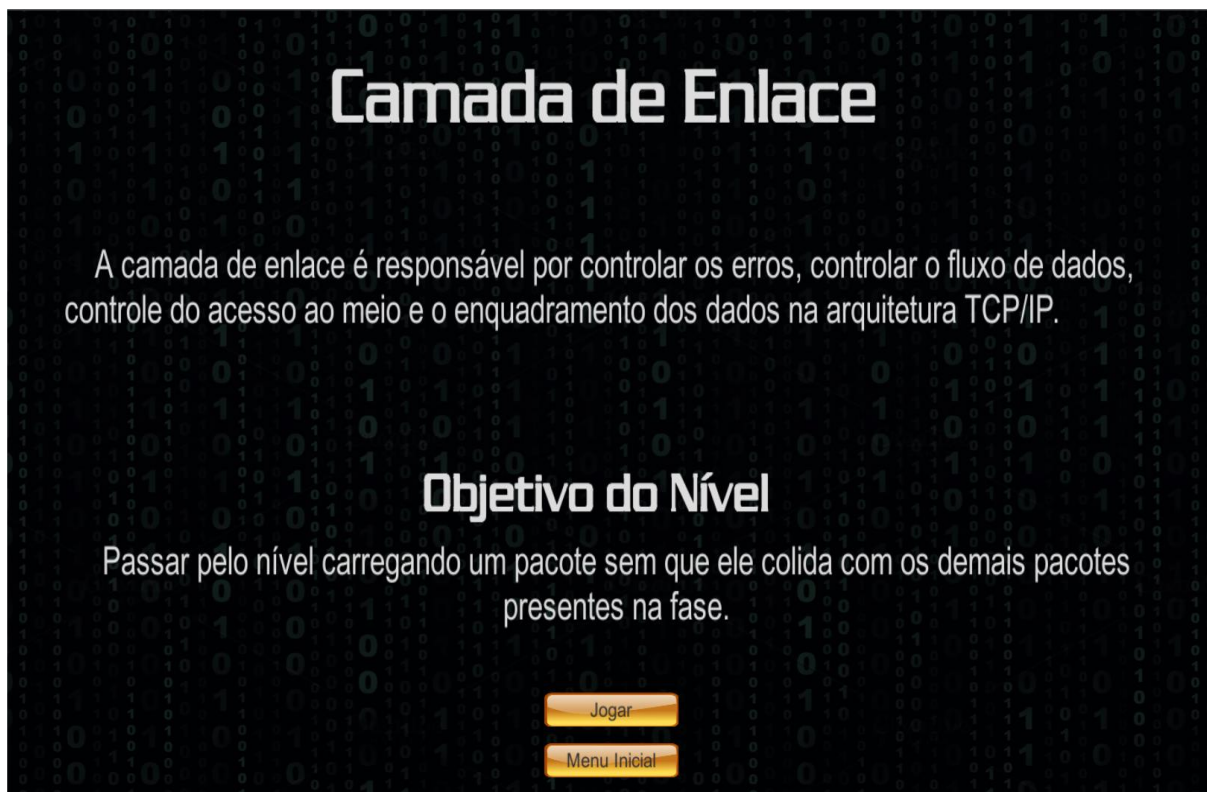 Camada de Enlace
A camada de enlace é responsável por controlar os erros, controlar o fluxo de dados,
controle do acesso ao meio e o enquadramento dos dados na arquitetura TCP/IP.
Objetivo do Nível
Passar pelo nível carregando um pacote sem que ele colida com os demais pacotes
presentes na fase.
Jogar
Menu Inicial